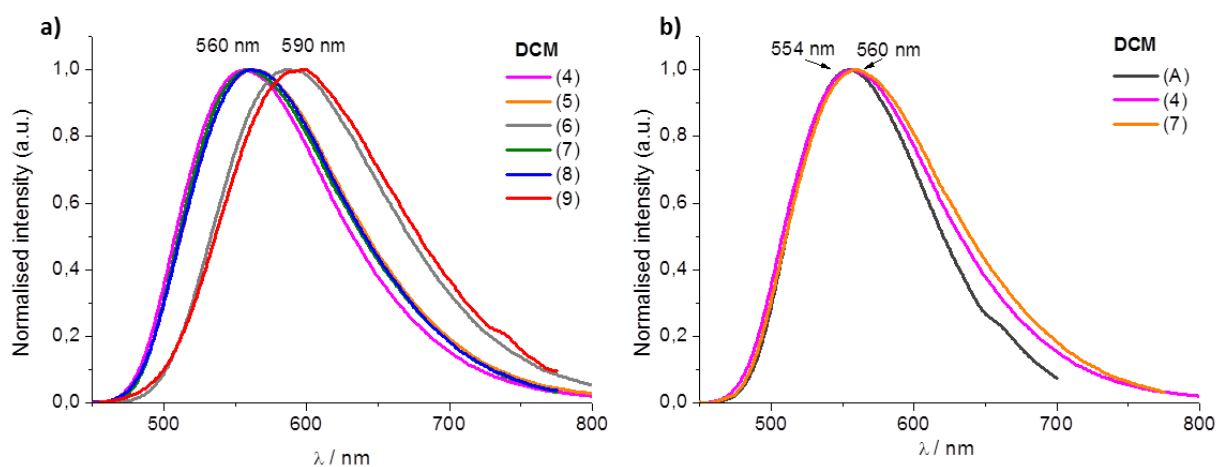 a)
560 nm 590 nm
DCM
(4)
(5)
(6)
(7)
(8)
(9)
Normalised intensity (a.u.)
1,0
0,8
0,6
0,4
0,2
0,0
500 600 700 800
λ / nm
b)
554 nm 560 nm
DCM
(A)
(4)
(7)
Normalised intensity (a.u.)
1,0
0,8
0,6
0,4
0,2
0,0
500 600 700 800
λ / nm